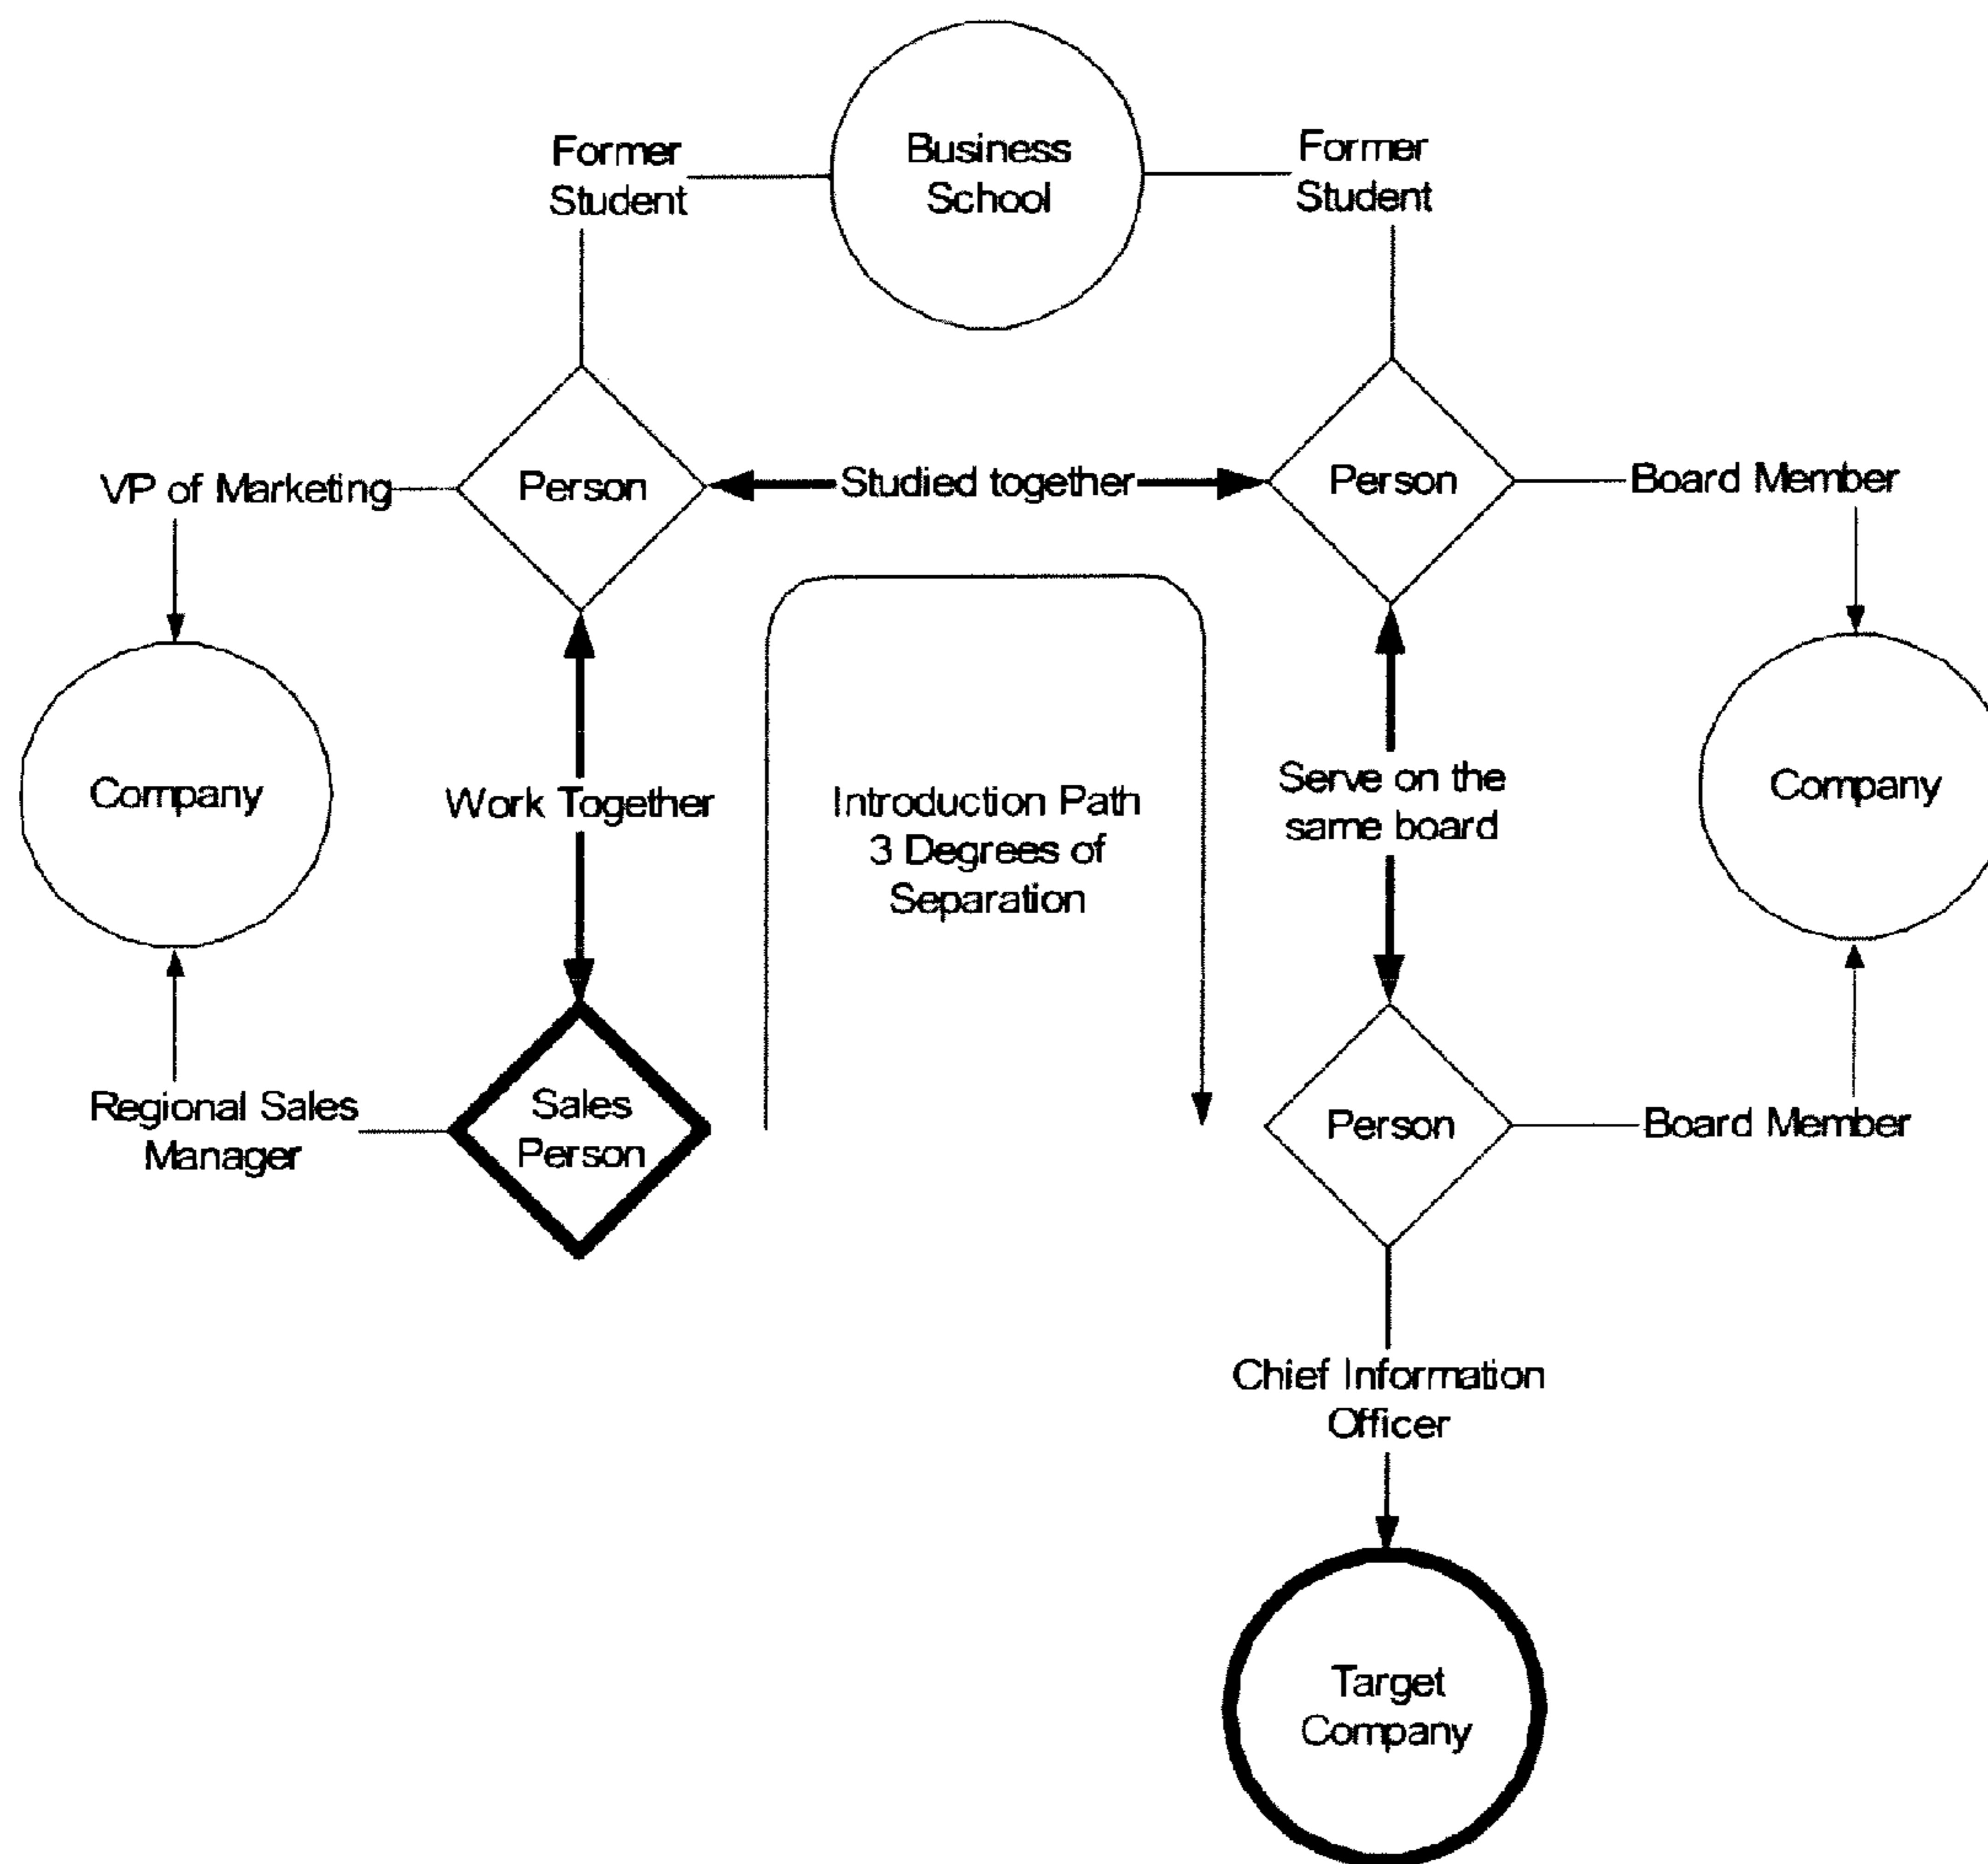 Former
Student
Business
School
Former
Student
VP of Marketing
Person
Studied together
Person
Board Member
Company
Work Together
Introduction Path
3 Degrees of
Separation
Serve on the
same board
Company
Regional Sales
Manager
Sales
Person
Person
Board Member
Chief Information
Officer
Target
Company